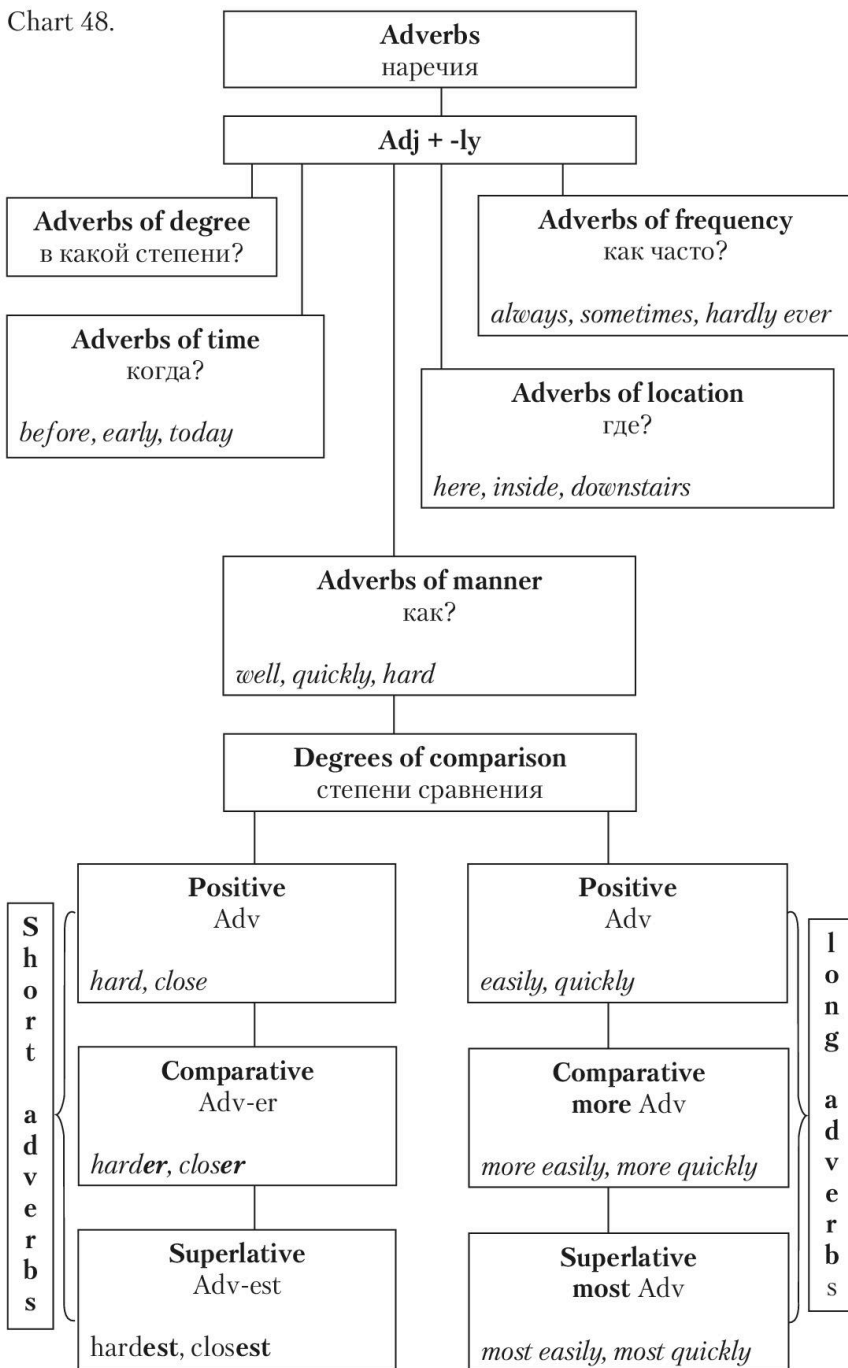 Chart 48.
Adverbs
наречия
Adj + -ly
Adverbs of degree
в какой степени?
Adverbs of frequency
как часто?
always, sometimes, hardly ever
Adverbs of time
когда?
before, early, today
Adverbs of location
где?
here, inside, downstairs
Adverbs of manner
как?
well, quickly, hard
Degrees of comparison
степени сравнения
Short adverbs
Positive
Adv
hard, close
Comparative
Adv-er
harder, closer
Superlative
Adv-est
hardest, closest
Positive
Adv
easily, quickly
Comparative
more Adv
more easily, more quickly
Superlative
most Adv
most easily, most quickly
long adverbs